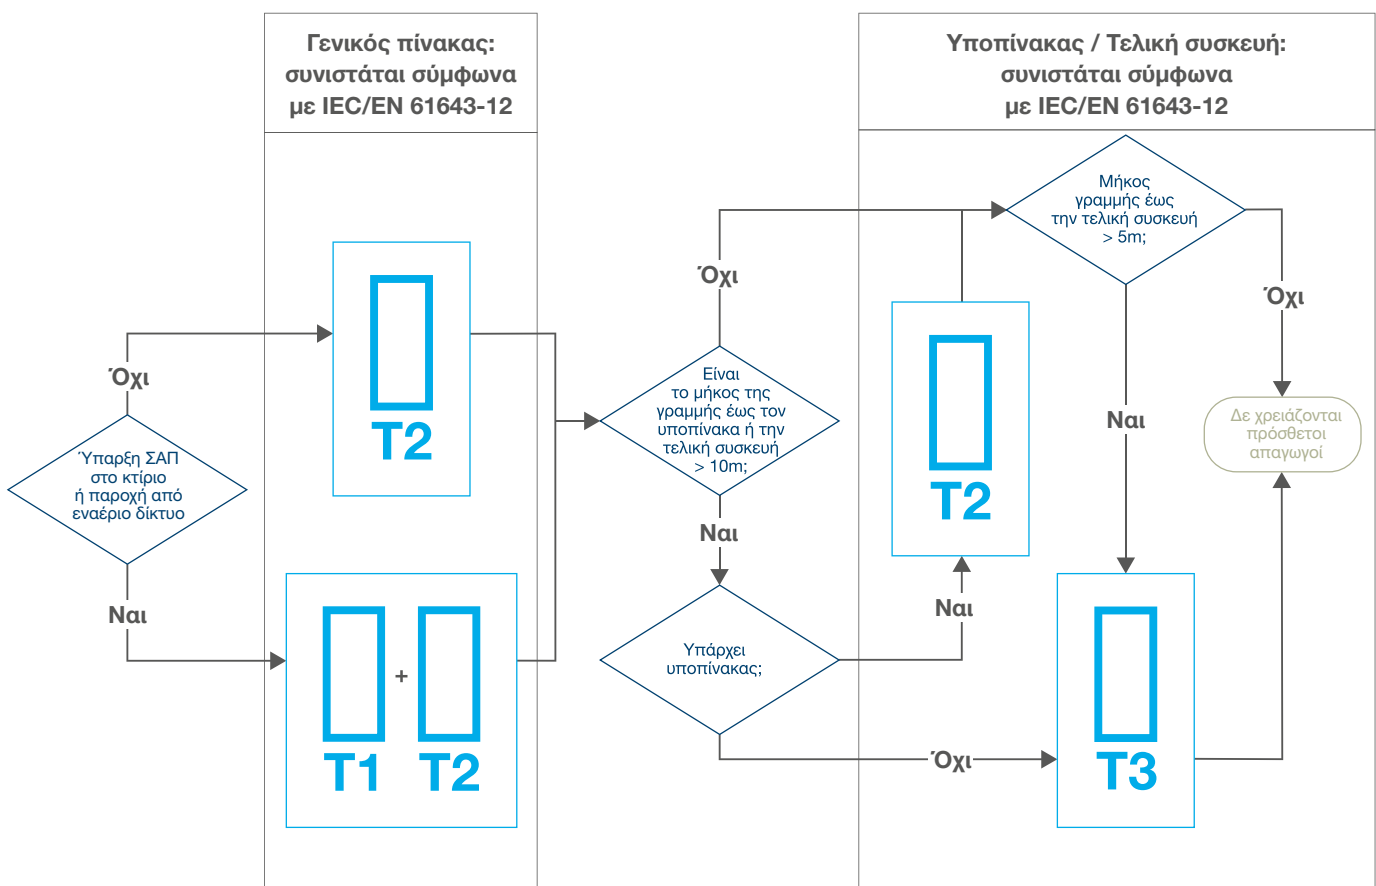 Γενικός πίνακας:
συνιστάται σύμφωνα
με IEC/EN 61643-12
Υποπίνακας / Τελική συσκευή:
συνιστάται σύμφωνα
με IEC/EN 61643-12
Ύπαρξη ΣΑΠ
στο κτίριο
ή παροχή από
εναέριο δίκτυο
Όχι
Ναι
T2
T1 + T2
Είναι
το μήκος της
γραμμής έως τον
υποπίνακα ή την
τελική συσκευή
> 10m;
Όχι
Ναι
Υπάρχει
υποπίνακας;
Ναι
Όχι
T2
Μήκος
γραμμής έως
την τελική συσκευή
> 5m;
Όχι
Ναι
T3
Δε χρειάζονται
πρόσθετοι
απαγωγοί